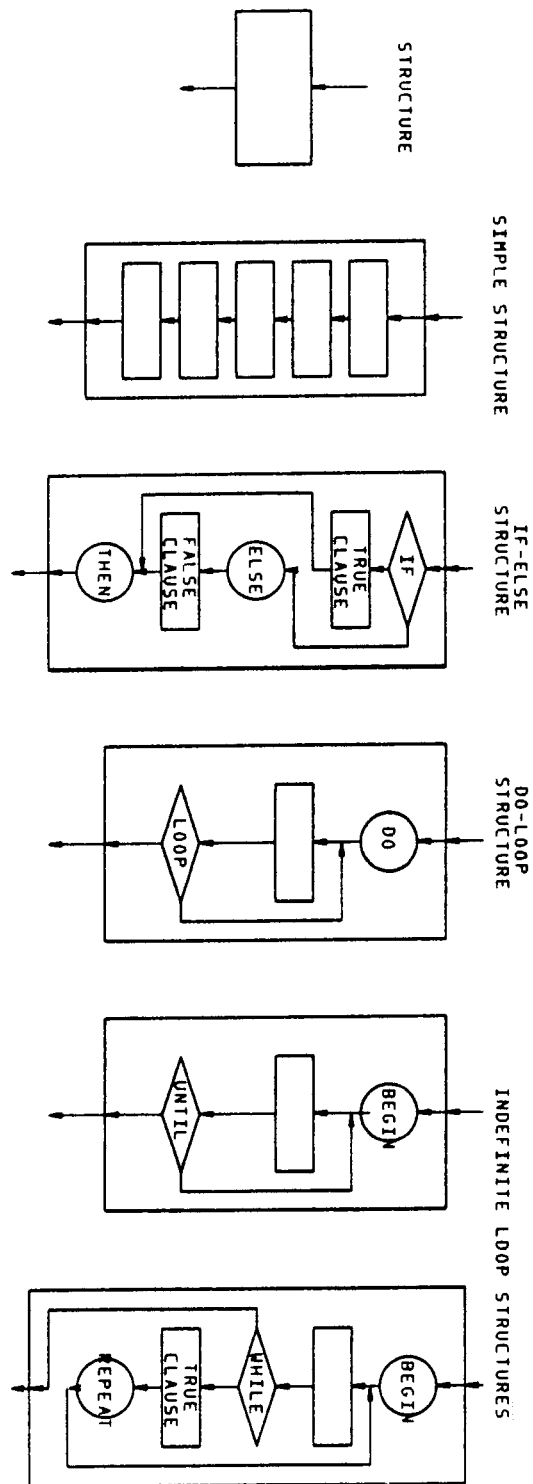 STRUCTURE
SIMPLE STRUCTURE
IF-ELSE
STRUCTURE
IF
TRUE
CLAUSE
ELSE
FALSE
CLAUSE
THEN
DO-LOOP
STRUCTURE
DO
LOOP
INDEFINITE LOOP STRUCTURES
BEGIN
UNTIL
BEGIN
WHILE
TRUE
CLAUSE
REPEAT